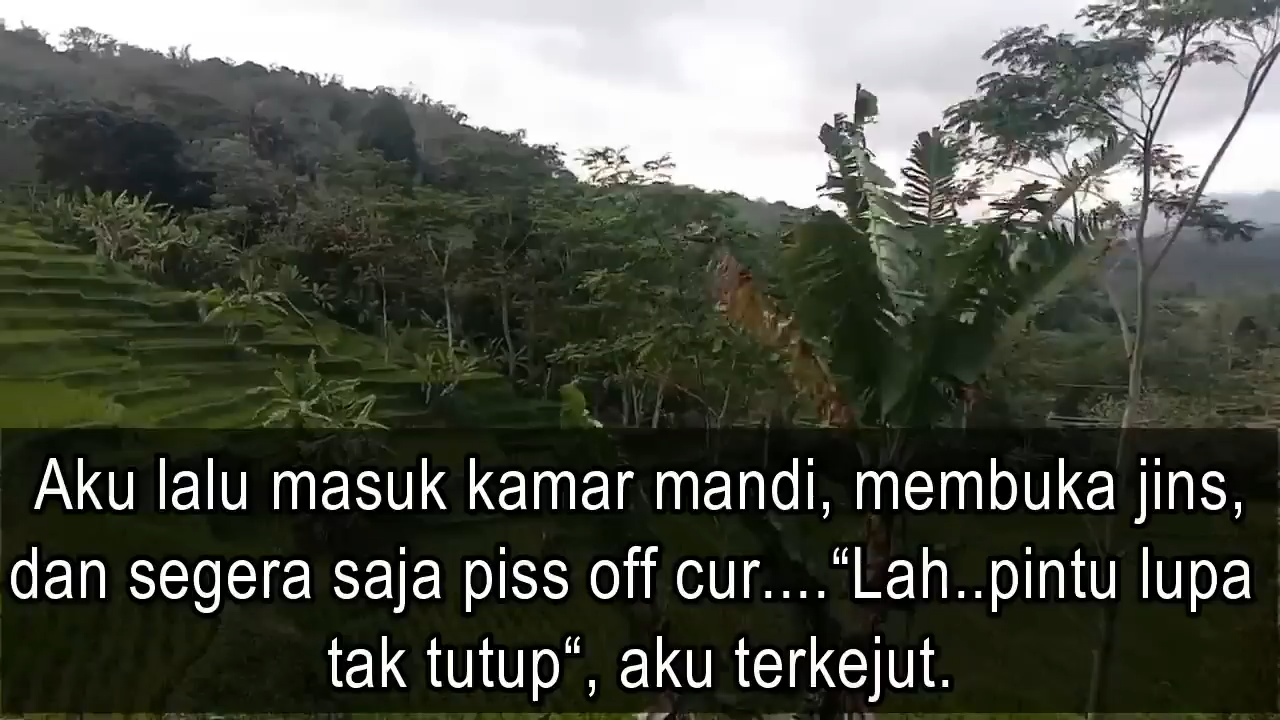 Aku lalu masuk kamar mandi, membuka jins,
dan segera saja piss off cur....“Lah..pintu lupa
tak tutup“, aku terkejut.